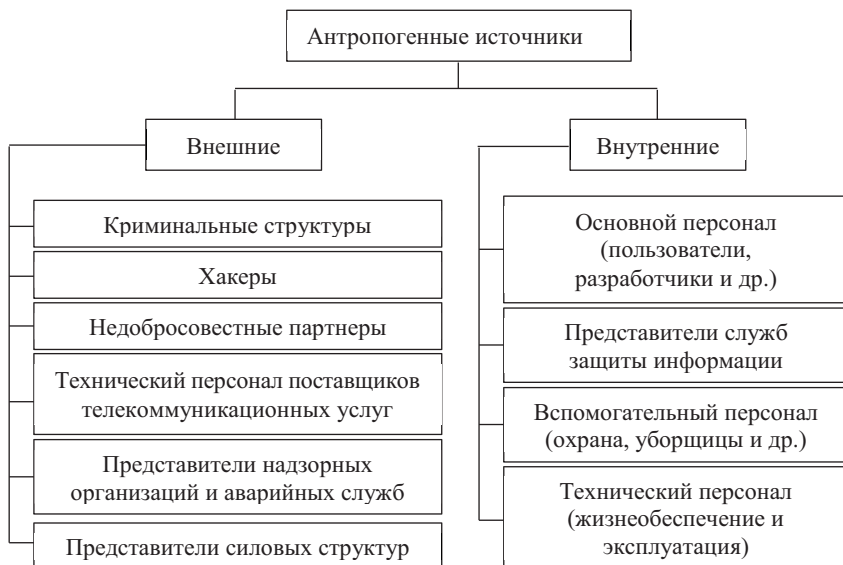 Антропогенные источники
Внешние
Криминальные структуры
Хакеры
Недобросовестные партнеры
Технический персонал поставщиков
телекоммуникационных услуг
Представители надзорных
организаций и аварийных служб
Представители силовых структур
Внутренние
Основной персонал
(пользователи,
разработчики и др.)
Представители служб
защиты информации
Вспомогательный персонал
(охрана, уборщицы и др.)
Технический персонал
(жизнеобеспечение и
эксплуатация)